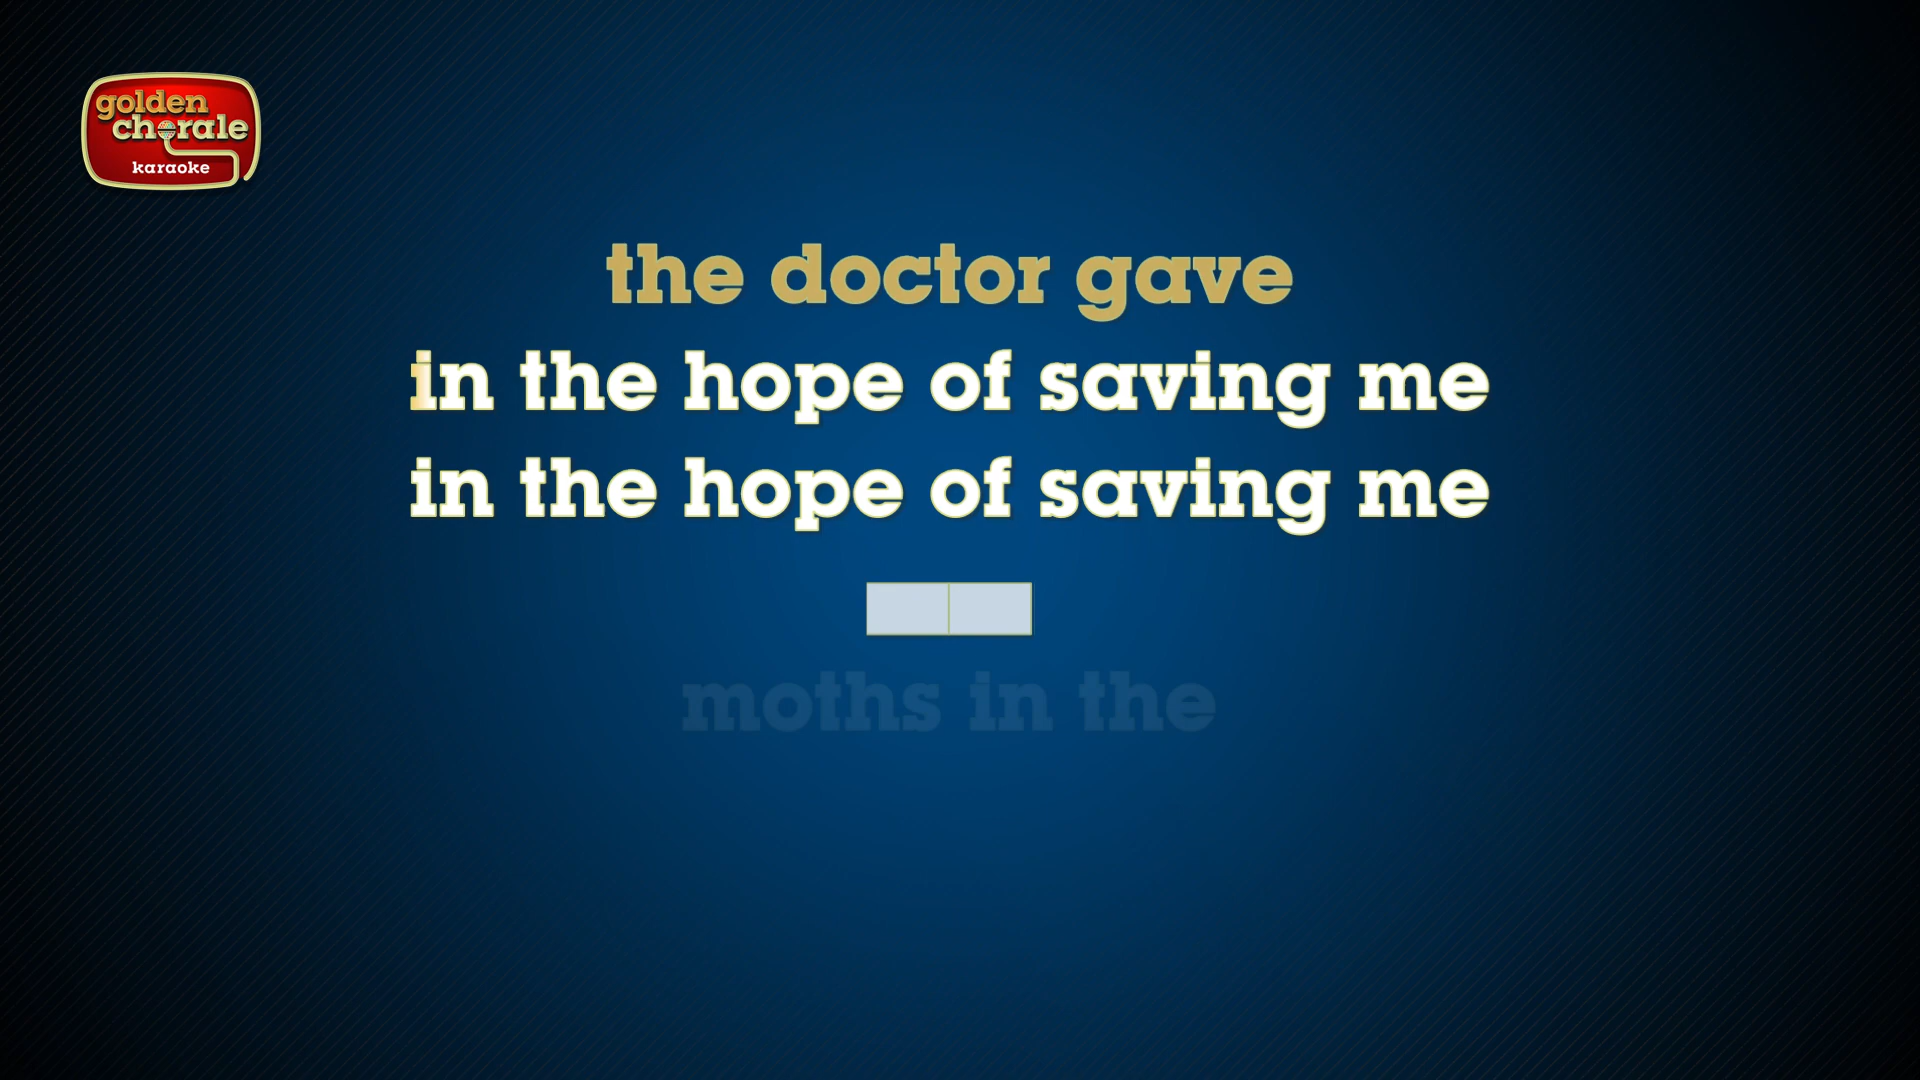 golden
chorale
karaoke
the doctor gave
in the hope of saving me
in the hope of saving me
moths in the